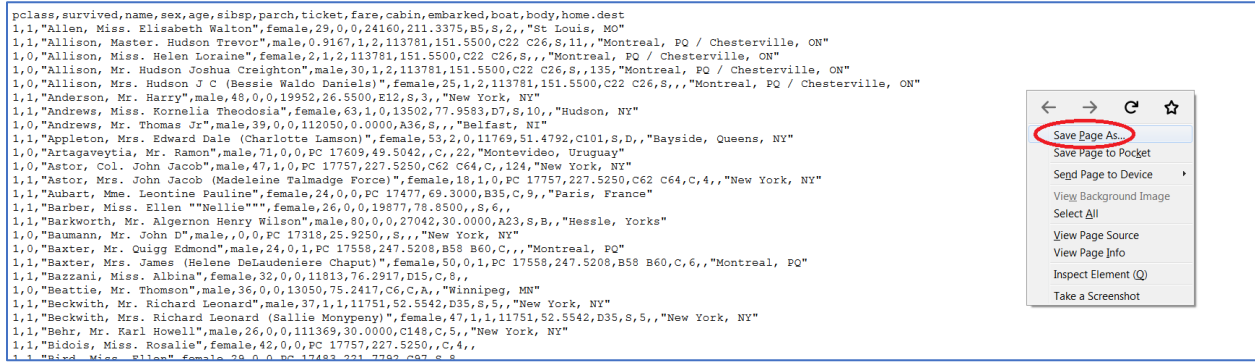 pclass,survived,name,sex,age,sibsp,parch,ticket,fare,cabin,embarked,boat,body,home.dest
1,1,"Allen, Miss. Elisabeth Walton",female,29,0,0,24160,211.3375,B5,S,2,,"St Louis, MO"
1,1,"Allison, Master. Hudson Trevor",male,0.9167,1,2,113781,151.5500,C22 C26,S,11,,"Montreal, PQ / Chesterville, ON"
1,0,"Allison, Miss. Helen Loraine",female,2,1,2,113781,151.5500,C22 C26,S,,,"Montreal, PQ / Chesterville, ON"
1,0,"Allison, Mr. Hudson Joshua Creighton",male,30,1,2,113781,151.5500,C22 C26,S,,135,"Montreal, PQ / Chesterville, ON"
1,0,"Allison, Mrs. Hudson J C (Bessie Waldo Daniels)",female,25,1,2,113781,151.5500,C22 C26,S,,,"Montreal, PQ / Chesterville, ON"
1,1,"Anderson, Mr. Harry",male,48,0,0,19952,26.5500,E12,S,3,,"New York, NY"
1,1,"Andrews, Miss. Kornelia Theodosia",female,63,1,0,13502,77.9583,D7,S,10,,"Hudson, NY"
1,0,"Andrews, Mr. Thomas Jr",male,39,0,0,112050,0.0000,A36,S,,,"Belfast, NI"
1,1,"Appleton, Mrs. Edward Dale (Charlotte Lamson)",female,53,2,0,11769,51.4792,C101,S,D,,"Bayside, Queens, NY"
1,0,"Artagaveytia, Mr. Ramon",male,71,0,0,PC 17609,49.5042,,C,,22,"Montevideo, Uruguay"
1,0,"Astor, Col. John Jacob",male,47,1,0,PC 17757,227.5250,C62 C64,C,,124,"New York, NY"
1,1,"Astor, Mrs. John Jacob (Madeleine Talmadge Force)",female,18,1,0,PC 17757,227.5250,C62 C64,C,4,,"New York, NY"
1,1,"Aubart, Mme. Leontine Pauline",female,24,0,0,PC 17477,69.3000,B35,C,9,,"Paris, France"
1,1,"Barber, Miss. Ellen ""Nellie""",female,26,0,0,19877,78.8500,,S,6,,
1,1,"Barkworth, Mr. Algernon Henry Wilson",male,80,0,0,27042,30.0000,A23,S,B,,"Hessle, Yorks"
1,0,"Baumann, Mr. John D",male,,0,0,PC 17318,25.9250,,S,,,"New York, NY"
1,0,"Baxter, Mr. Quigg Edmond",male,24,0,1,PC 17558,247.5208,B58 B60,C,,,"Montreal, PQ"
1,1,"Baxter, Mrs. James (Helene DeLaudeniere Chaput)",female,50,0,1,PC 17558,247.5208,B58 B60,C,6,,"Montreal, PQ"
1,1,"Bazzani, Miss. Albina",female,32,0,0,11813,76.2917,D15,C,8,,
1,0,"Beattie, Mr. Thomson",male,36,0,0,13050,75.2417,C6,C,A,,"Winnipeg, MN"
1,1,"Beckwith, Mr. Richard Leonard",male,37,1,1,11751,52.5542,D35,S,5,,"New York, NY"
1,1,"Beckwith, Mrs. Richard Leonard (Sallie Monypeny)",female,47,1,1,11751,52.5542,D35,S,5,,"New York, NY"
1,1,"Behr, Mr. Karl Howell",male,26,0,0,111369,30.0000,C148,C,5,,"New York, NY"
1,1,"Bidois, Miss. Rosalie",female,42,0,0,PC 17757,227.5250,,C,4,,
1,1,"Bird, Miss. Ellen",female,29,0,0,PC 17483,221.7792,C97,S,8,,
Save Page As...
Save Page to Pocket
Send Page to Device
View Background Image
Select All
View Page Source
View Page Info
Inspect Element (Q)
Take a Screenshot